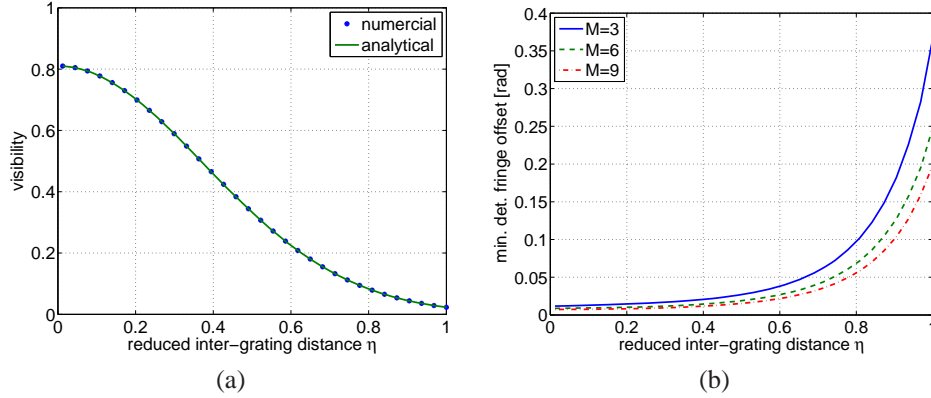 1
0.8
0.6
0.4
0.2
0
visibility
0 0.2 0.4 0.6 0.8 1
reduced inter-grating distance η
numercial
analytical
(a)
0.4
0.35
0.3
0.25
0.2
0.15
0.1
0.05
0
min. det. fringe offset [rad]
0 0.2 0.4 0.6 0.8 1
reduced inter-grating distance η
M=3
M=6
M=9
(b)